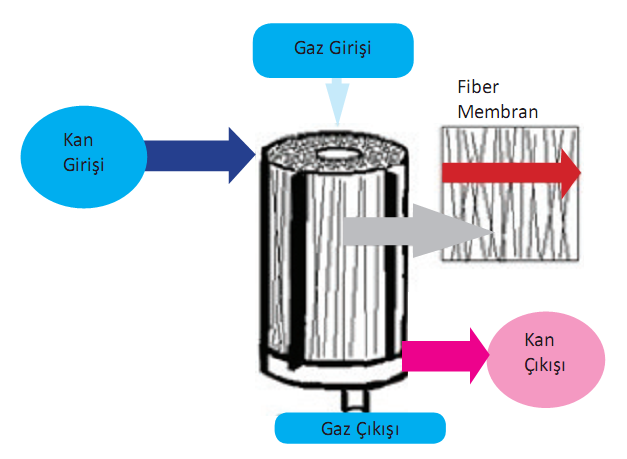 Gaz Girişi
Fiber
Membran
Kan
Girişi
Kan
Çıkışı
Gaz Çıkışı